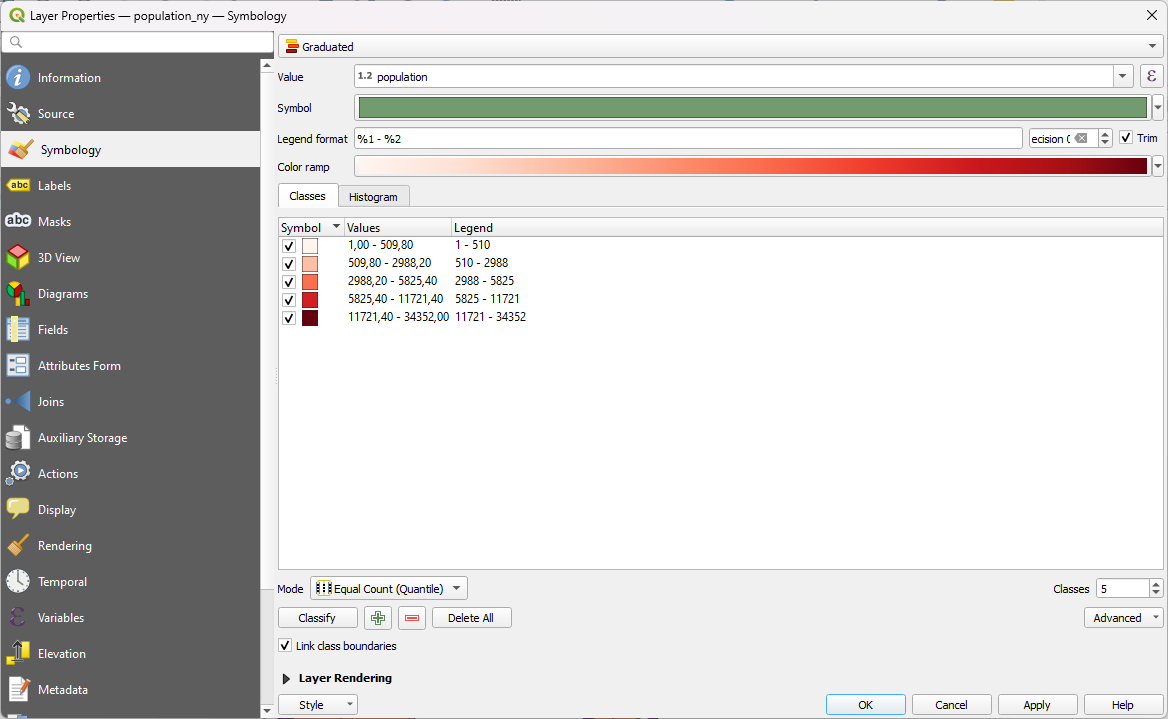 Layer Properties — population_ny — Symbology
Information
Source
Symbology
abc Labels
abc Masks
3D View
Diagrams
Fields
Attributes Form
Joins
Auxiliary Storage
Actions
Display
Rendering
Temporal
ε Variables
Elevation
Metadata
Graduated
Value 1.2 population ε
Symbol
Legend format %1 - %2 ecision 0 Trim
Color ramp
Classes Histogram
Symbol Values Legend
1,00 - 509,80 1 - 510
509,80 - 2988,20 510 - 2988
2988,20 - 5825,40 2988 - 5825
5825,40 - 11721,40 5825 - 11721
11721,40 - 34352,00 11721 - 34352
Mode Equal Count (Quantile) Classes 5
Classify Delete All Advanced
Link class boundaries
Layer Rendering
Style OK Cancel Apply Help